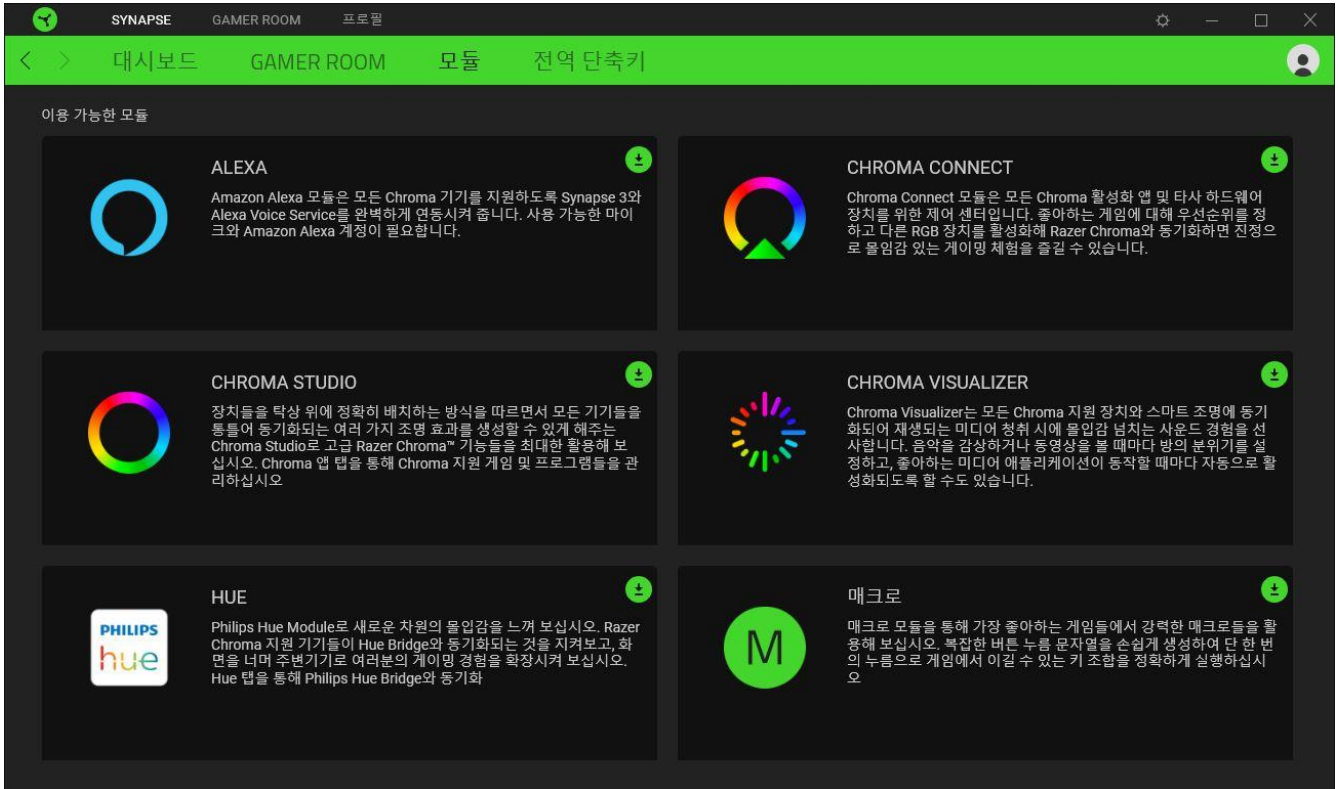 SYNAPSE GAMER ROOM 프로필
대시보드 GAMER ROOM 모듈 전역 단축키
이용 가능한 모듈
ALEXA
Amazon Alexa 모듈은 모든 Chroma 기기를 지원하도록 Synapse 3와
Alexa Voice Service를 완벽하게 연동시켜 줍니다. 사용 가능한 마이
크와 Amazon Alexa 계정이 필요합니다.
CHROMA CONNECT
Chroma Connect 모듈은 모든 Chroma 활성화 앱 및 타사 하드웨어
장치를 위한 제어 센터입니다. 좋아하는 게임에 대해 우선순위를 정
하고 다른 RGB 장치를 활성화해 Razer Chroma와 동기화하면 진정으
로 몰입감 있는 게이밍 체험을 즐길 수 있습니다.
CHROMA STUDIO
장치들을 탁상 위에 정확히 배치하는 방식을 따르면서 모든 기기들을
통틀어 동기화되는 여러 가지 조명 효과를 생성할 수 있게 해주는
Chroma Studio로 고급 Razer Chroma™ 기능들을 최대한 활용해 보
십시오. Chroma 앱 탭을 통해 Chroma 지원 게임 및 프로그램들을 관
리하십시오
CHROMA VISUALIZER
Chroma Visualizer는 모든 Chroma 지원 장치와 스마트 조명에 동기
화되어 재생되는 미디어 청취 시에 몰입감 넘치는 사운드 경험을 선
사합니다. 음악을 감상하거나 동영상을 볼 때마다 방의 분위기를 설
정하고, 좋아하는 미디어 애플리케이션이 동작할 때마다 자동으로 활
성화되도록 할 수도 있습니다.
PHILIPS
hue
HUE
Philips Hue Module로 새로운 차원의 몰입감을 느껴 보십시오. Razer
Chroma 지원 기기들이 Hue Bridge와 동기화되는 것을 지켜보고, 화
면을 너머 주변기기로 여러분의 게이밍 경험을 확장시켜 보십시오.
Hue 탭을 통해 Philips Hue Bridge와 동기화
M
매크로
매크로 모듈을 통해 가장 좋아하는 게임들에서 강력한 매크로들을 활
용해 보십시오. 복잡한 버튼 누름 문자열을 손쉽게 생성하여 단 한 번
의 누름으로 게임에서 이길 수 있는 키 조합을 정확하게 실행하십시
오